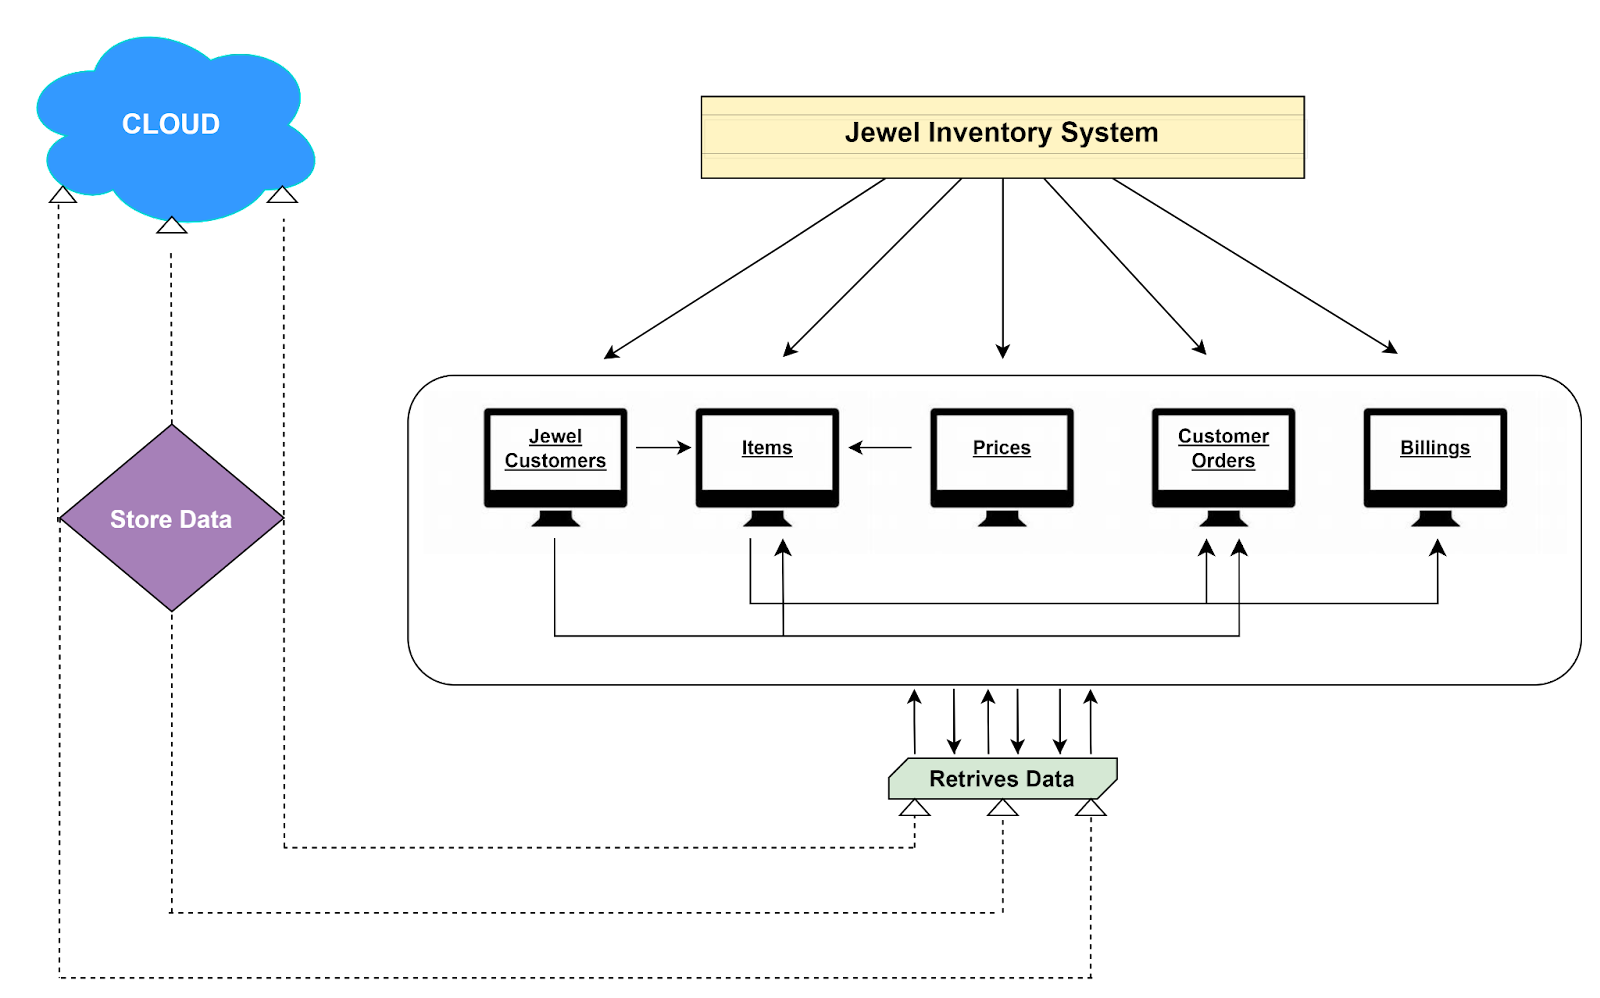 CLOUD
Jewel Inventory System
Jewel
Customers
Items
Prices
Customer
Orders
Billings
Store Data
Retrives Data